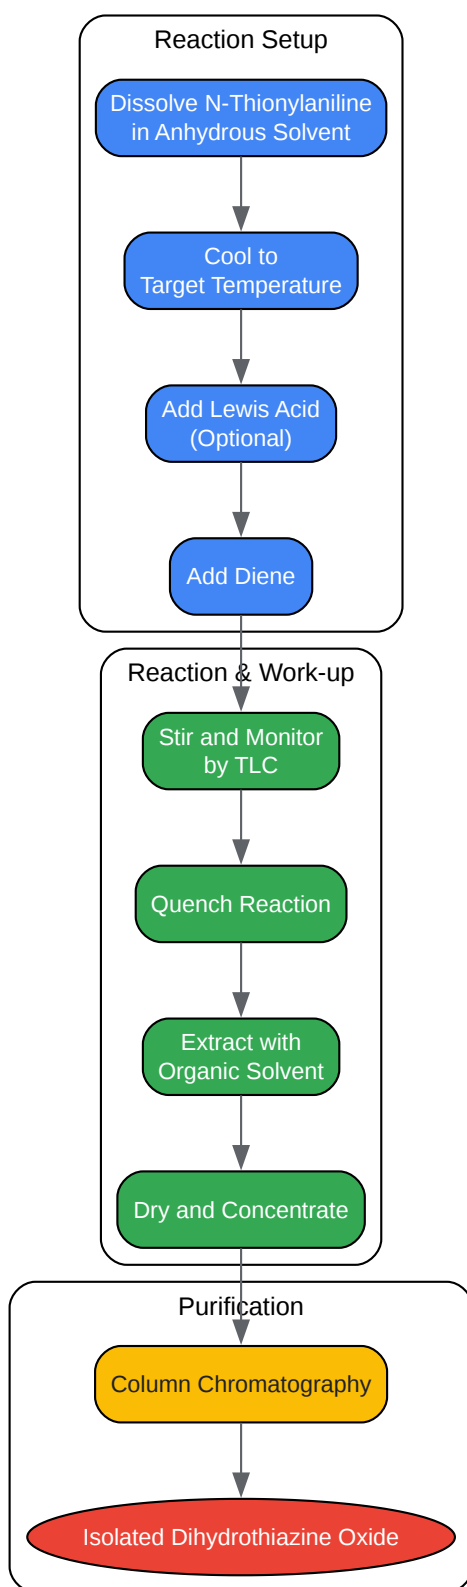 Reaction Setup
Dissolve N-Thionylaniline
in Anhydrous Solvent
Cool to
Target Temperature
Add Lewis Acid
(Optional)
Add Diene
Reaction & Work-up
Stir and Monitor
by TLC
Quench Reaction
Extract with
Organic Solvent
Dry and Concentrate
Purification
Column Chromatography
Isolated Dihydrothiazine Oxide